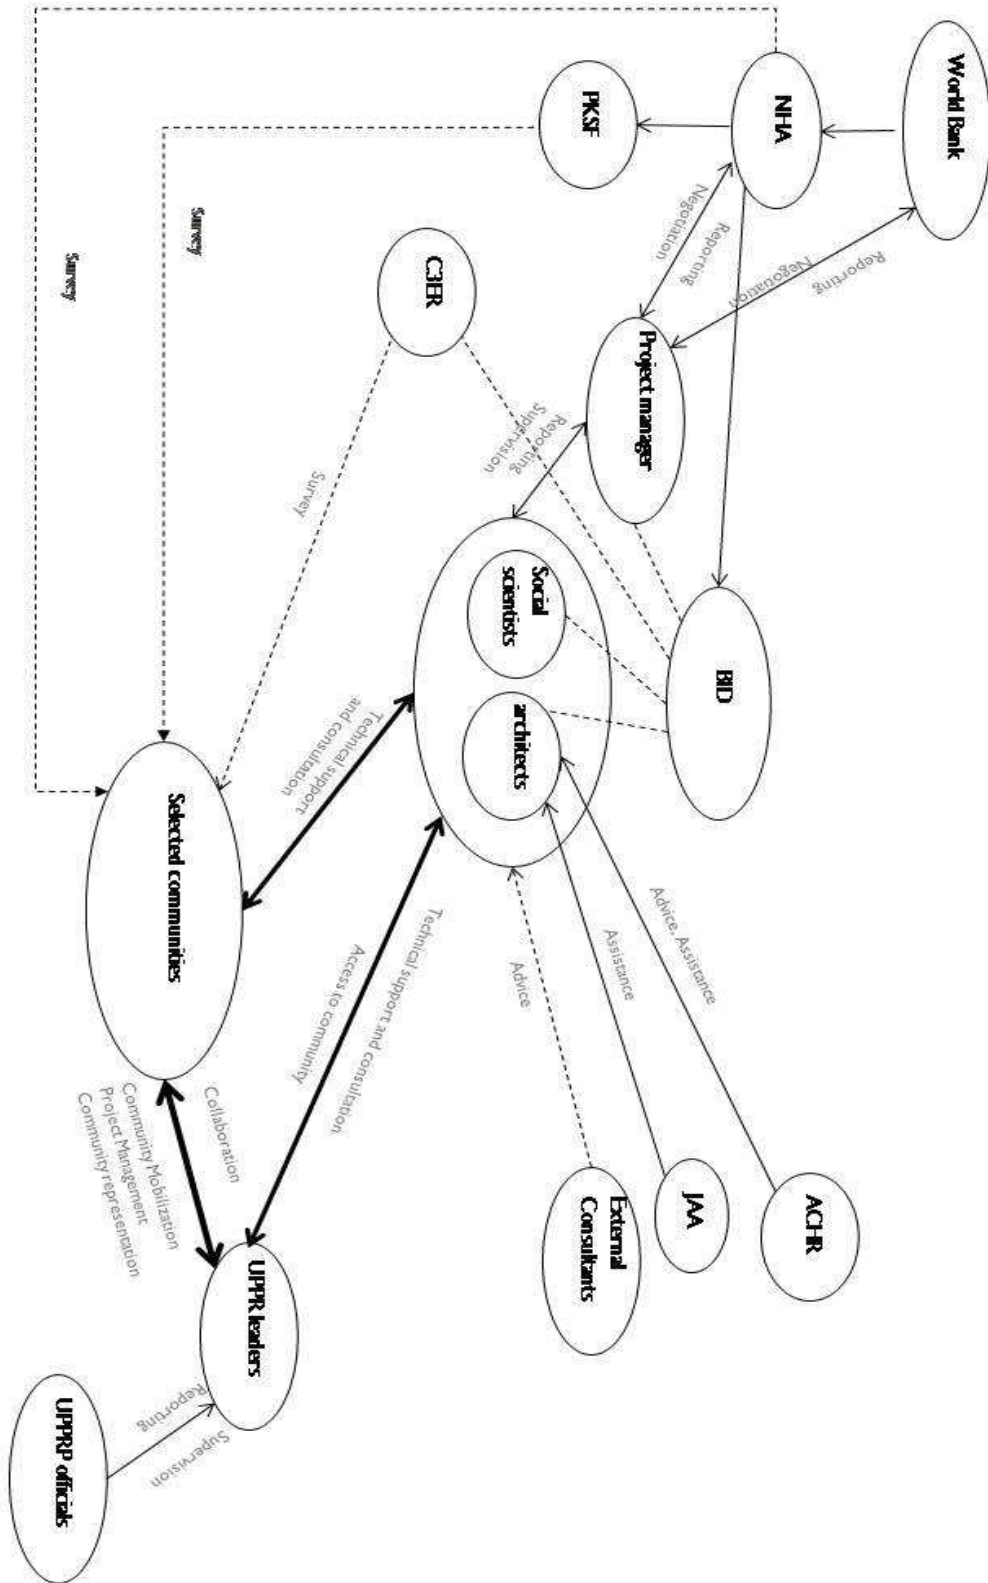 World Bank
NHA
PKSF
Reporting
Negotiation
Reporting
Negotiation
Project manager
BID
C3ER
Survey
Survey
Survey
Reporting
Supervision
Social
scientists
architects
Advice, Assistance
Assistance
Advice
ACHR
JAA
External
Consultants
Technical support
and consultation
Technical support and consultation
Access to community
Selected communities
Collaboration
Community Mobilization
Project Management
Community representation
UPPR leaders
Reporting
Supervision
UPPRP officials